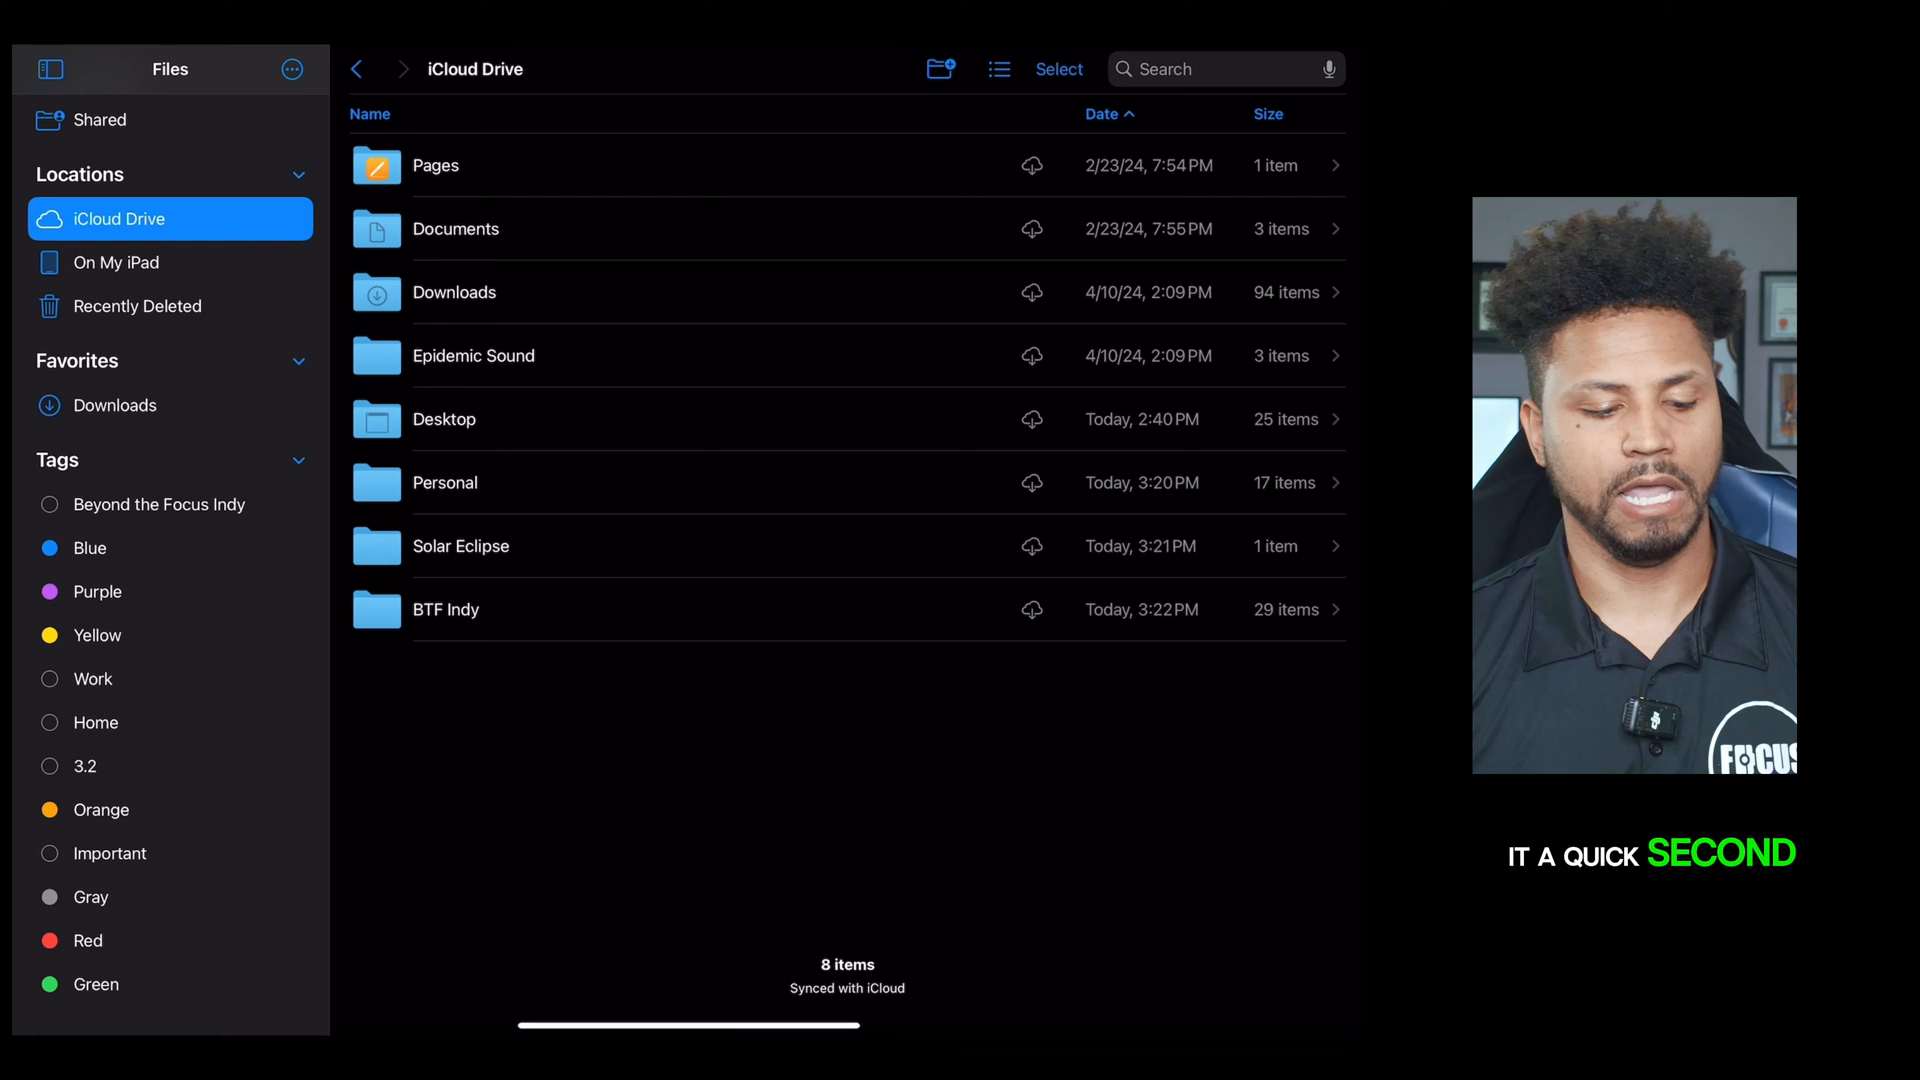 Files
Shared
Locations
iCloud Drive
On My iPad
Recently Deleted
Favorites
Downloads
Tags
Beyond the Focus Indy
Blue
Purple
Yellow
Work
Home
3.2
Orange
Important
Gray
Red
Green
iCloud Drive Select Search
Name Date Size
Pages 2/23/24, 7:54 PM 1 item
Documents 2/23/24, 7:55 PM 3 items
Downloads 4/10/24, 2:09 PM 94 items
Epidemic Sound 4/10/24, 2:09 PM 3 items
Desktop Today, 2:40 PM 25 items
Personal Today, 3:20 PM 17 items
Solar Eclipse Today, 3:21 PM 1 item
BTF Indy Today, 3:22 PM 29 items
8 items
Synced with iCloud
dji
FOCUS
IT A QUICK SECOND